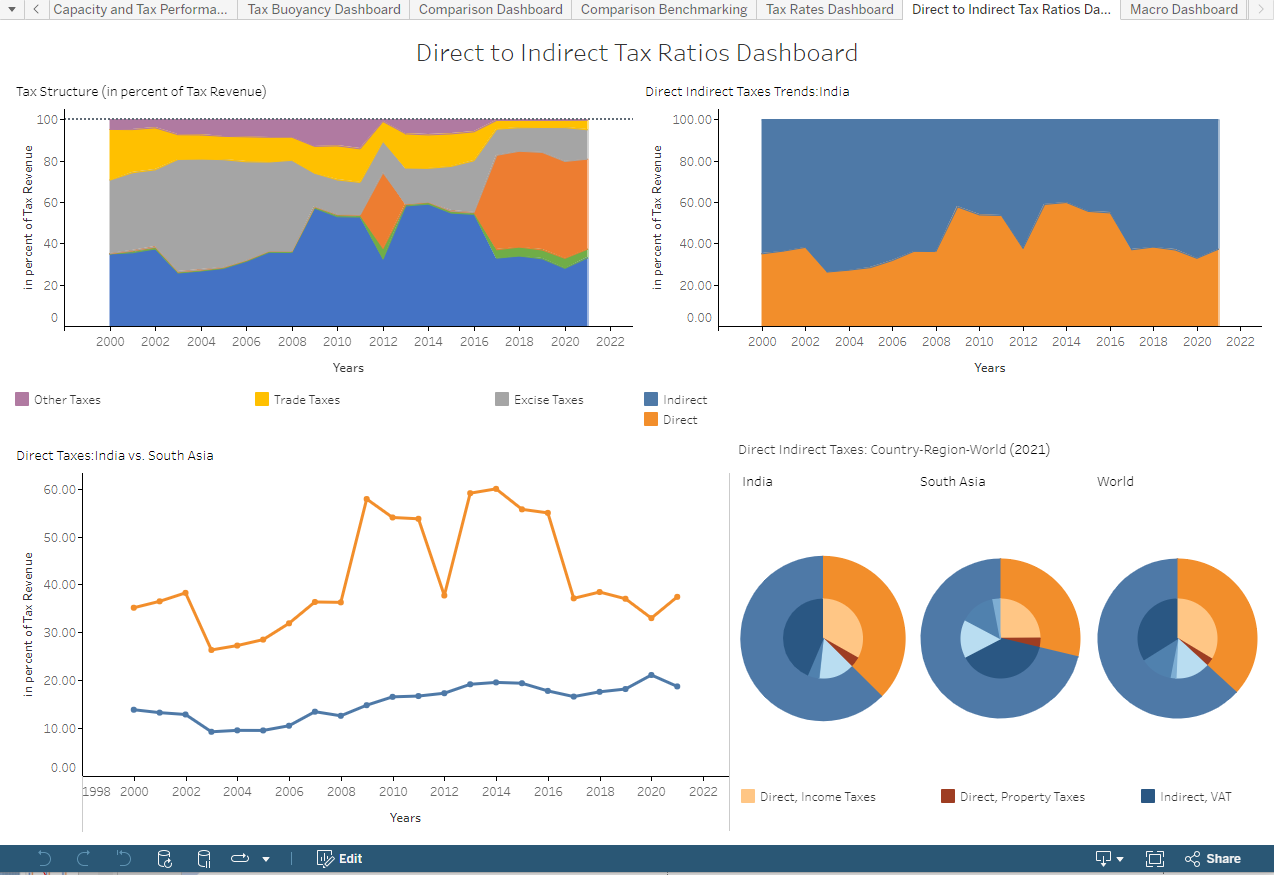 Capacity and Tax Performa...
Tax Buoyancy Dashboard
Comparison Dashboard
Comparison Benchmarking
Tax Rates Dashboard
Direct to Indirect Tax Ratios Da...
Macro Dashboard
Direct to Indirect Tax Ratios Dashboard
Tax Structure (in percent of Tax Revenue)
in percent of Tax Revenue
100
80
60
40
20
0
2000 2002 2004 2006 2008 2010 2012 2014 2016 2018 2020 2022
Years
Other Taxes
Trade Taxes
Excise Taxes
Direct Indirect Taxes Trends:India
in percent of Tax Revenue
100.00
80.00
60.00
40.00
20.00
0.00
2000 2002 2004 2006 2008 2010 2012 2014 2016 2018 2020 2022
Years
Indirect
Direct
Direct Taxes:India vs. South Asia
in percent of Tax Revenue
60.00
50.00
40.00
30.00
20.00
10.00
0.00
1998 2000 2002 2004 2006 2008 2010 2012 2014 2016 2018 2020 2022
Years
Direct Indirect Taxes: Country-Region-World (2021)
India
South Asia
World
Direct, Income Taxes
Direct, Property Taxes
Indirect, VAT
Edit
Share